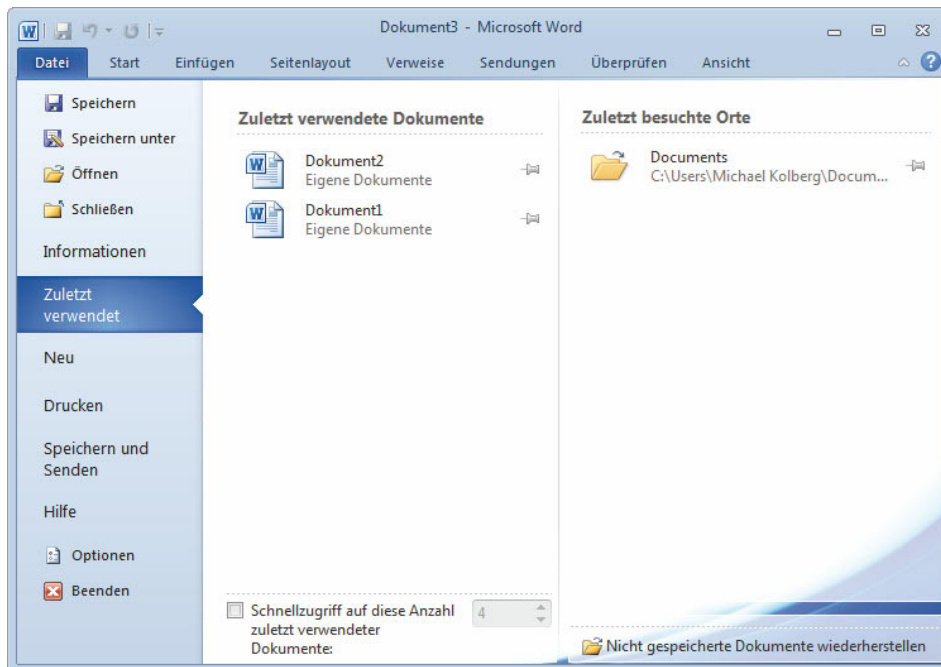 Dokument3 - Microsoft Word
Datei Start Einfügen Seitenlayout Verweise Sendungen Überprüfen Ansicht
Speichern
Speichern unter
Öffnen
Schließen
Informationen
Zuletzt
verwendet
Neu
Drucken
Speichern und
Senden
Hilfe
Optionen
Beenden
Zuletzt verwendete Dokumente
Dokument2
Eigene Dokumente
Dokument1
Eigene Dokumente
Schnellzugriff auf diese Anzahl 4
zuletzt verwendeter
Dokumente:
Zuletzt besuchte Orte
Documents
C:\Users\Michael Kolberg\Docum...
Nicht gespeicherte Dokumente wiederherstellen